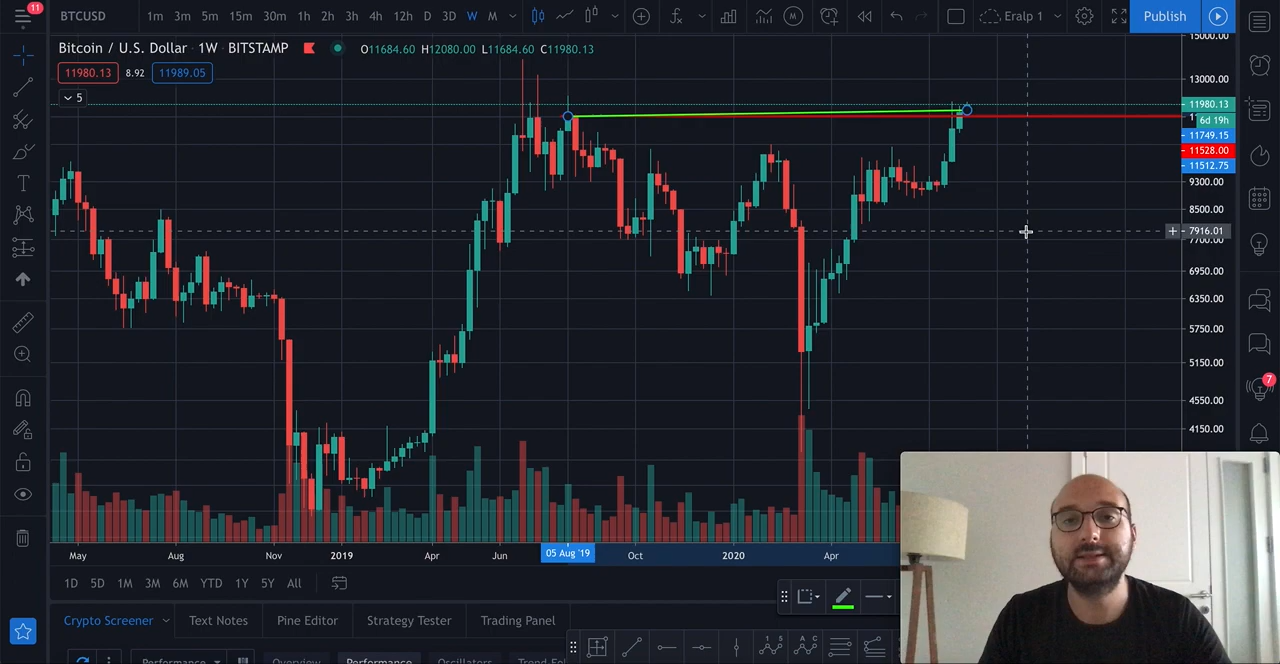 11
BTCUSD
1m 3m 5m 15m 30m 1h 2h 3h 4h 12h D 3D W M
Eralp 1
Publish
Bitcoin / U.S. Dollar · 1W · BITSTAMP
O11684.60 H12080.00 L11684.60 C11980.13
11980.13 8.92 11989.05
5
15000.00
13000.00
11980.13
6d 19h
11749.15
11528.00
11512.75
9300.00
8500.00
7916.01
7700.00
6950.00
6350.00
5750.00
5150.00
4550.00
4150.00
7
May Aug Nov 2019 Apr Jun 05 Aug '19 Oct 2020 Apr
1D 5D 1M 3M 6M YTD 1Y 5Y All
Crypto Screener Text Notes Pine Editor Strategy Tester Trading Panel
Performance Overview Performance Oscillators